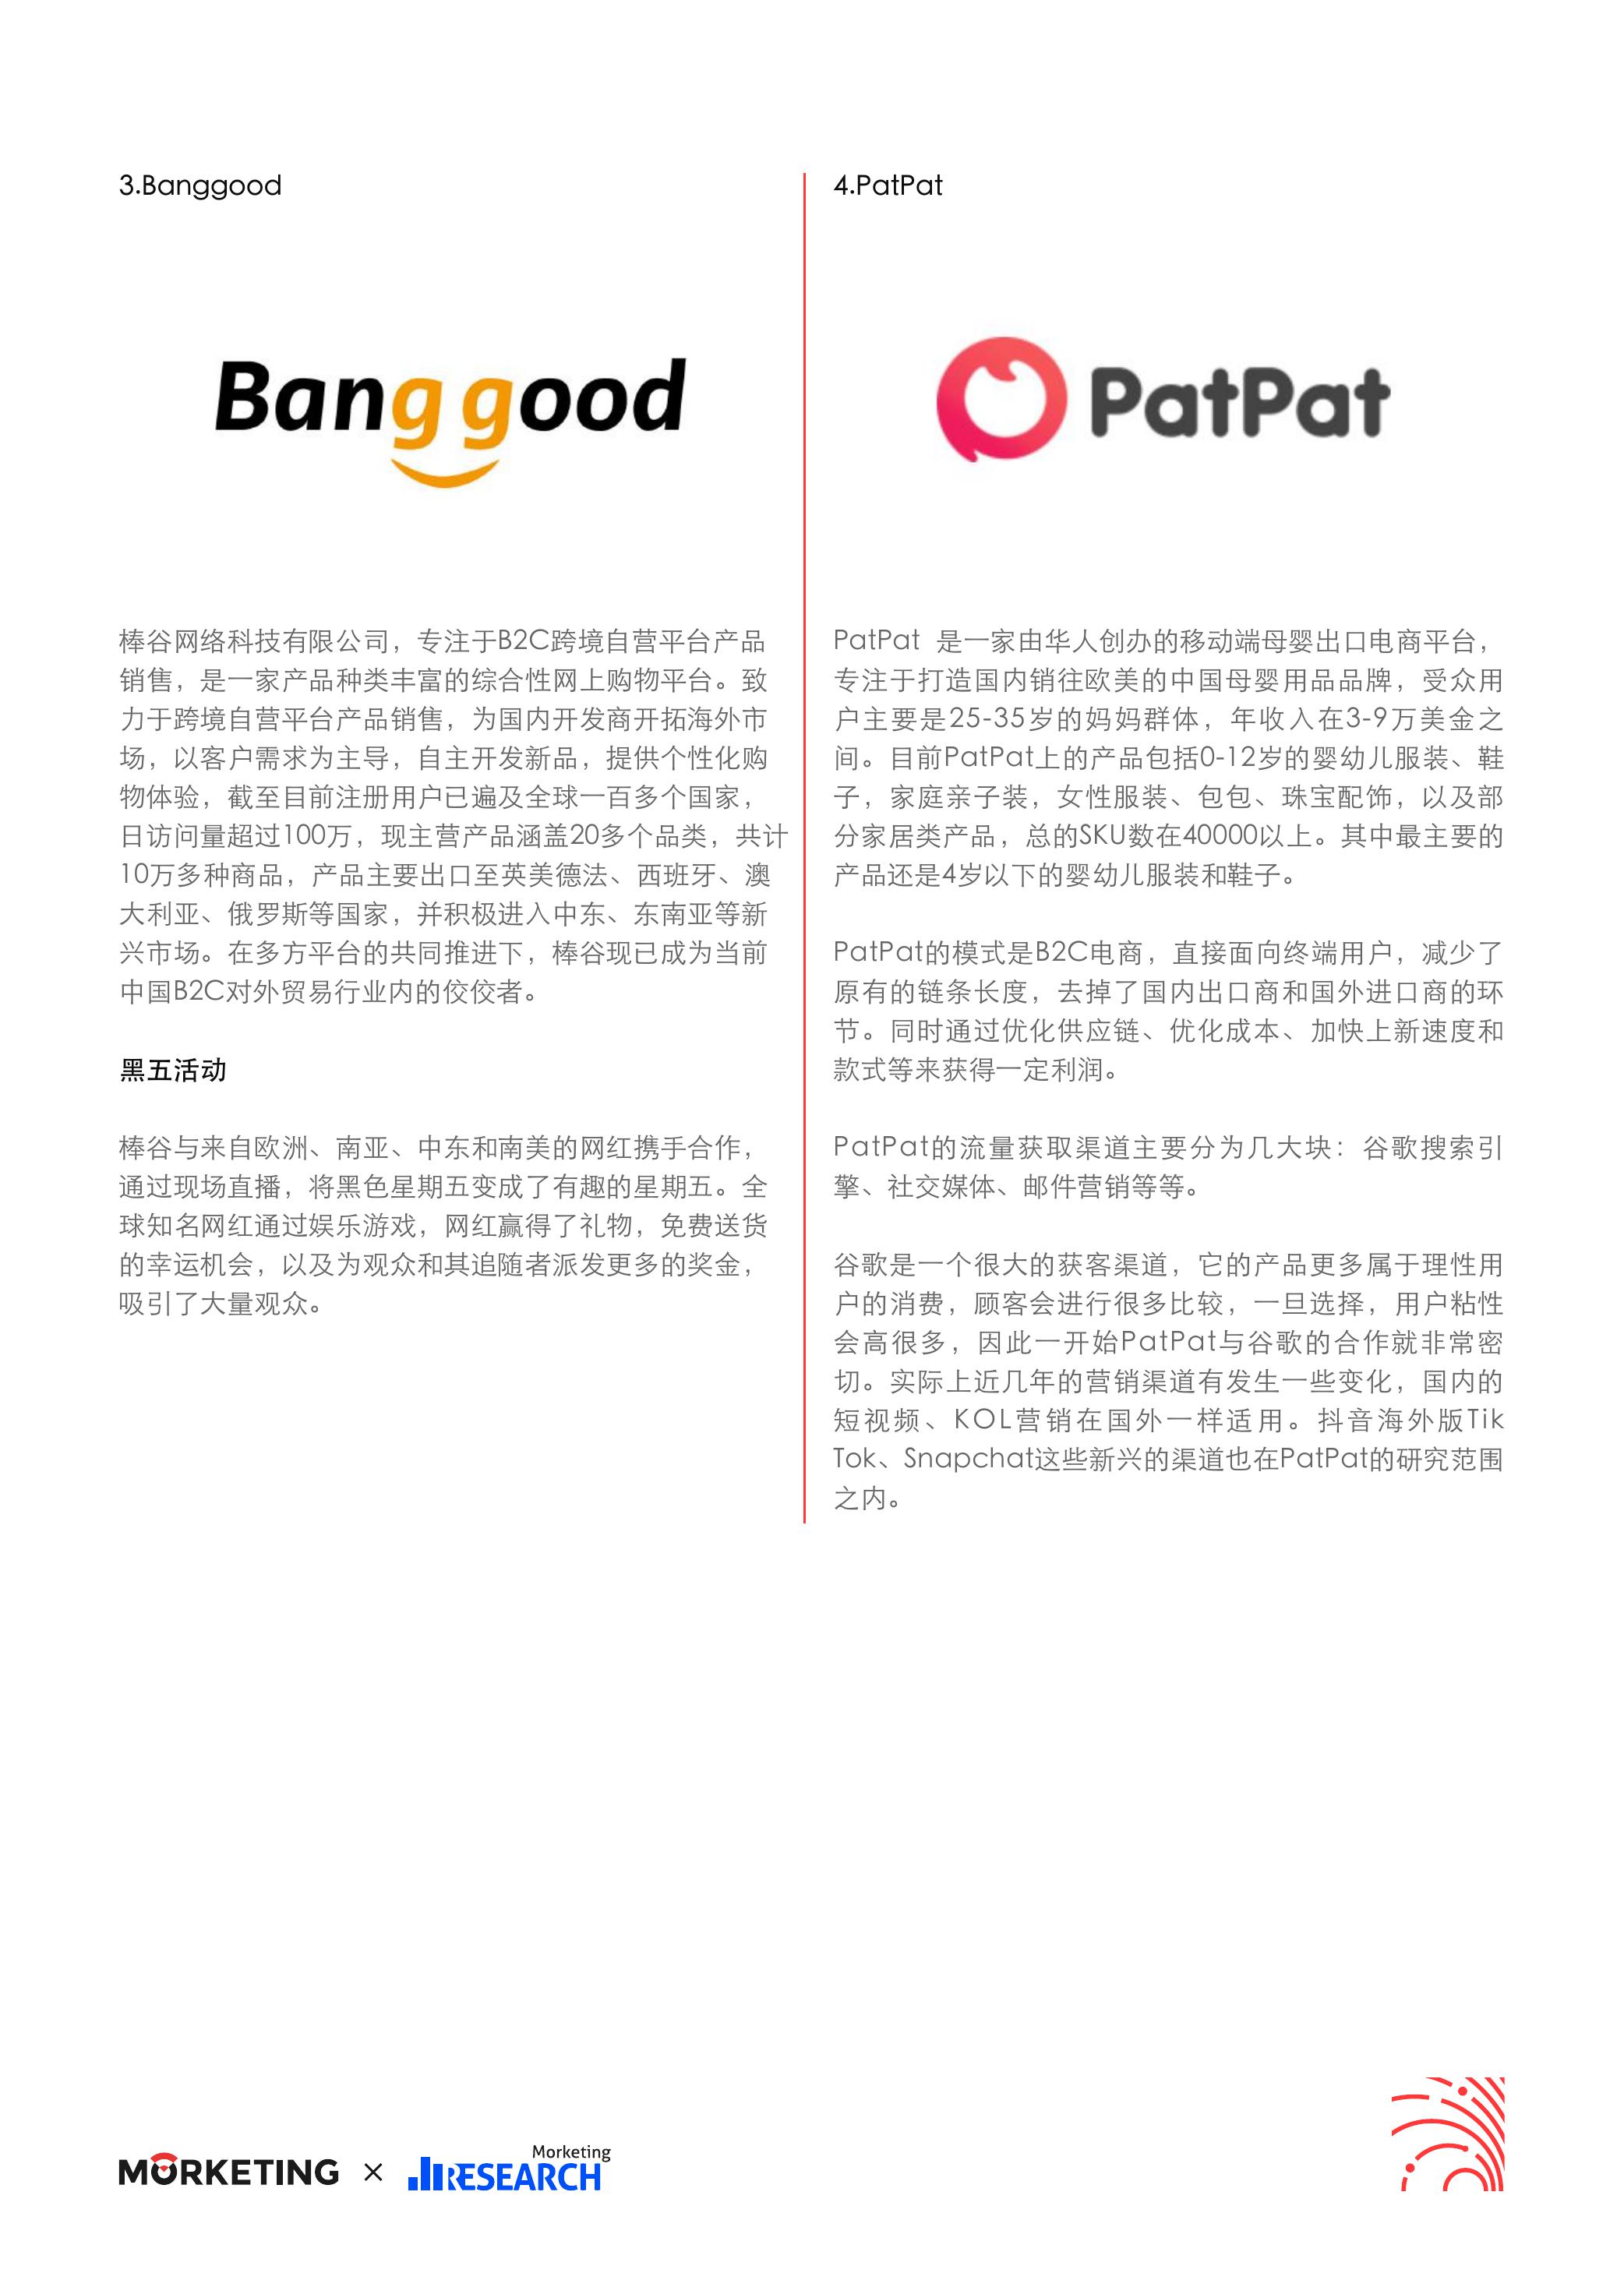 3.Banggood
Banggood
棒谷网络科技有限公司，专注于B2C跨境自营平台产品
销售，是一家产品种类丰富的综合性网上购物平台。致
力于跨境自营平台产品销售，为国内开发商开拓海外市
场，以客户需求为主导，自主开发新品，提供个性化购
物体验，截至目前注册用户已遍及全球一百多个国家，
日访问量超过100万，现主营产品涵盖20多个品类，共计
10万多种商品，产品主要出口至英美德法、西班牙、澳
大利亚、俄罗斯等国家，并积极进入中东、东南亚等新
兴市场。在多方平台的共同推进下，棒谷现已成为当前
中国B2C对外贸易行业内的佼佼者。
黑五活动
棒谷与来自欧洲、南亚、中东和南美的网红携手合作，
通过现场直播，将黑色星期五变成了有趣的星期五。全
球知名网红通过娱乐游戏，网红赢得了礼物，免费送货
的幸运机会，以及为观众和其追随者派发更多的奖金，
吸引了大量观众。
4.PatPat
PatPat
PatPat 是一家由华人创办的移动端母婴出口电商平台，
专注于打造国内销往欧美的中国母婴用品品牌，受众用
户主要是25-35岁的妈妈群体，年收入在3-9万美金之
间。目前PatPat上的产品包括0-12岁的婴幼儿服装、鞋
子，家庭亲子装，女性服装、包包、珠宝配饰，以及部
分家居类产品，总的SKU数在40000以上。其中最主要的
产品还是4岁以下的婴幼儿服装和鞋子。
PatPat的模式是B2C电商，直接面向终端用户，减少了
原有的链条长度，去掉了国内出口商和国外进口商的环
节。同时通过优化供应链、优化成本、加快上新速度和
款式等来获得一定利润。
PatPat的流量获取渠道主要分为几大块：谷歌搜索引
擎、社交媒体、邮件营销等等。
谷歌是一个很大的获客渠道，它的产品更多属于理性用
户的消费，顾客会进行很多比较，一旦选择，用户粘性
会高很多，因此一开始PatPat与谷歌的合作就非常密
切。实际上近几年的营销渠道有发生一些变化，国内的
短视频、KOL营销在国外一样适用。抖音海外版Tik
Tok、Snapchat这些新兴的渠道也在PatPat的研究范围
之内。
MORKETING × Morketing RESEARCH